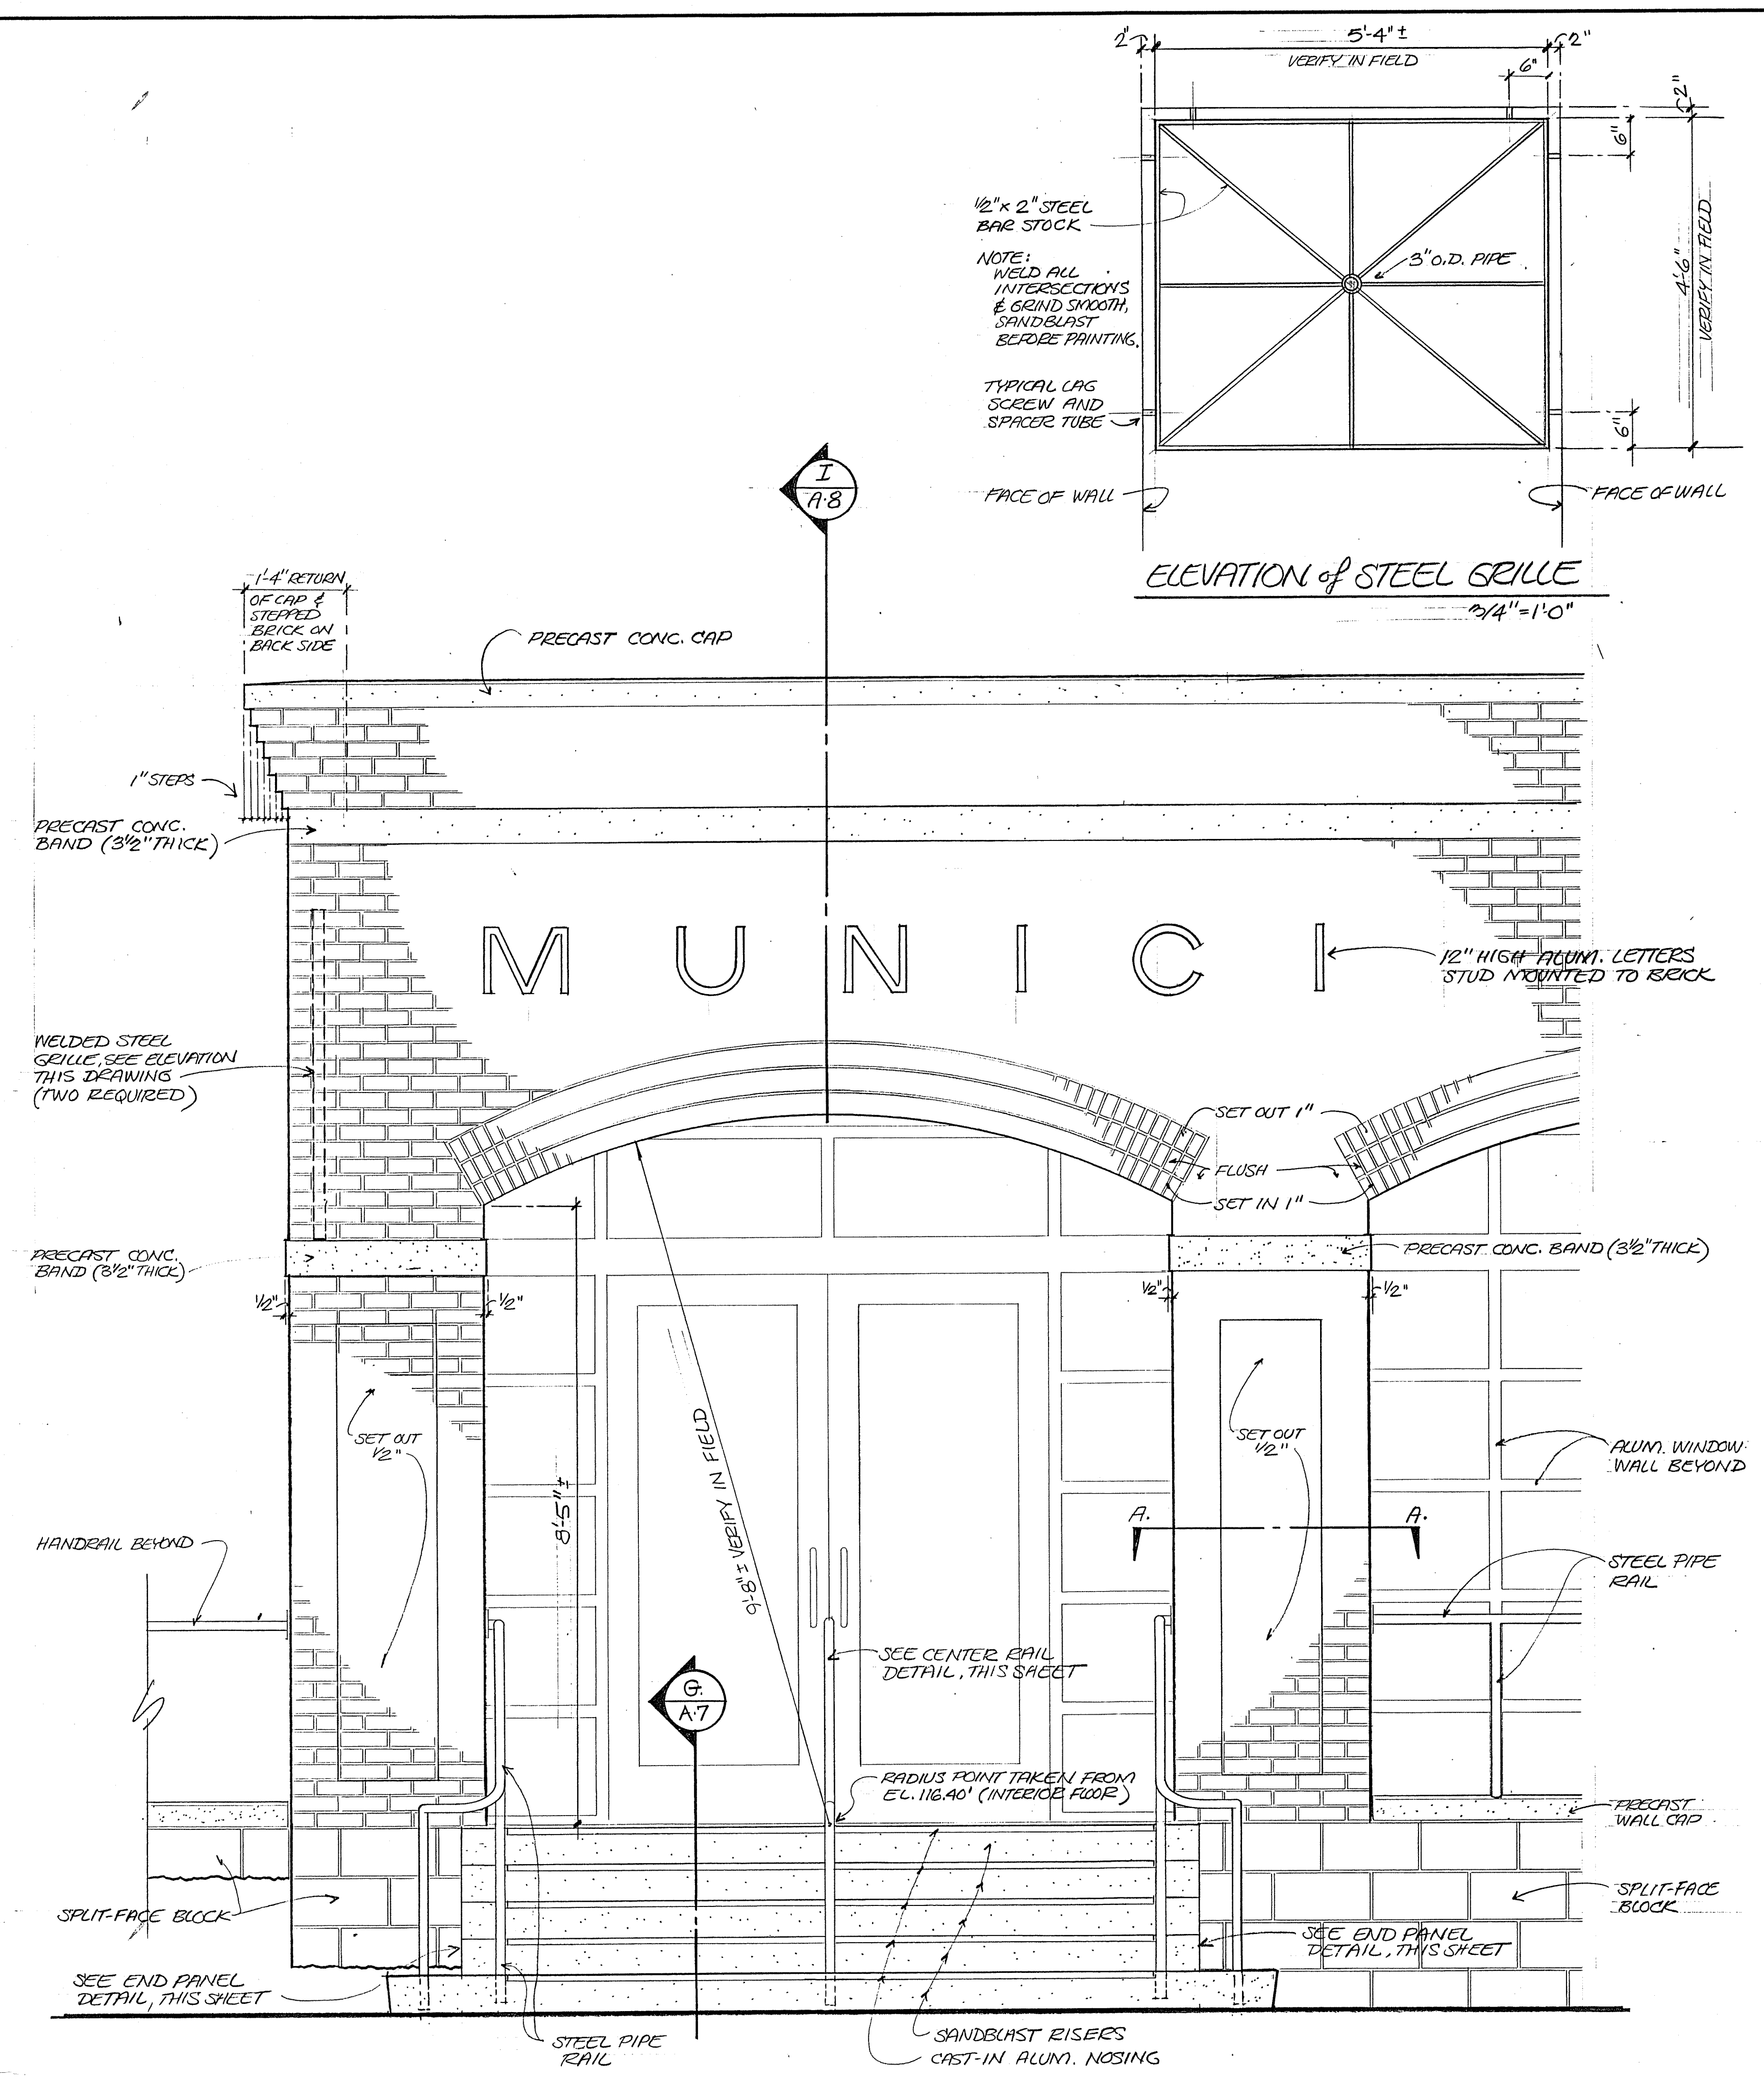 2"
5'-4"±
2"
VERIFY IN FIELD
6"
2"
6"
1/2" x 2" STEEL
BAR STOCK
NOTE:
WELD ALL
INTERSECTIONS
& GRIND SMOOTH,
SANDBLAST
BEFORE PAINTING.
3" O.D. PIPE
4'-6"
VERIFY IN FIELD
TYPICAL LAG
SCREW AND
SPACER TUBE
6"
FACE OF WALL
FACE OF WALL
ELEVATION of STEEL GRILLE
3/4"=1'-0"
I
A·8
1'-4" RETURN
OF CAP &
STEPPED
BRICK ON
BACK SIDE
PRECAST CONC. CAP
1" STEPS
PRECAST CONC.
BAND (3½" THICK)
M U N I C I
12" HIGH ALUM. LETTERS
STUD MOUNTED TO BRICK
WELDED STEEL
GRILLE, SEE ELEVATION
THIS DRAWING
(TWO REQUIRED)
SET OUT 1"
FLUSH
SET IN 1"
PRECAST CONC.
BAND (3½" THICK)
PRECAST CONC. BAND (3½" THICK)
1/2"
1/2"
1/2"
1/2"
SET OUT
1/2"
8'-5"±
9'-8"± VERIFY IN FIELD
SET OUT
1/2"
ALUM. WINDOW
WALL BEYOND
A.
A.
HANDRAIL BEYOND
STEEL PIPE
RAIL
SEE CENTER RAIL
DETAIL, THIS SHEET
G.
A·7
RADIUS POINT TAKEN FROM
EL. 116.40' (INTERIOR FLOOR)
PRECAST
WALL CAP
SPLIT-FACE BLOCK
SPLIT-FACE
BLOCK
SEE END PANEL
DETAIL, THIS SHEET
SEE END PANEL
DETAIL, THIS SHEET
STEEL PIPE
RAIL
SANDBLAST RISERS
CAST-IN ALUM. NOSING